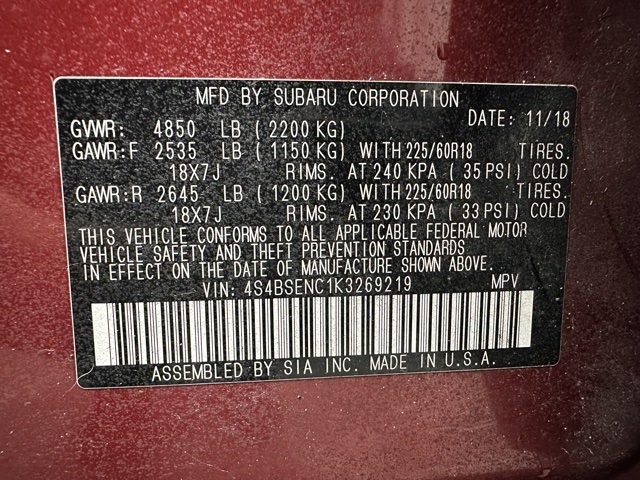 MFD BY SUBARU CORPORATION
DATE: 11/18
GVWR: 4850 LB (2200 KG)
GAWR:F 2535 LB (1150 KG) WITH 225/60R18 TIRES.
18X7J RIMS. AT 240 KPA (35 PSI) COLD
GAWR:R 2645 LB (1200 KG) WITH 225/60R18 TIRES.
18X7J RIMS. AT 230 KPA (33 PSI) COLD
THIS VEHICLE CONFORMS TO ALL APPLICABLE FEDERAL MOTOR
VEHICLE SAFETY AND THEFT PREVENTION STANDARDS
IN EFFECT ON THE DATE OF MANUFACTURE SHOWN ABOVE.
VIN: 4S4BSENC1K3269219 MPV
ASSEMBLED BY SIA INC. MADE IN U.S.A.